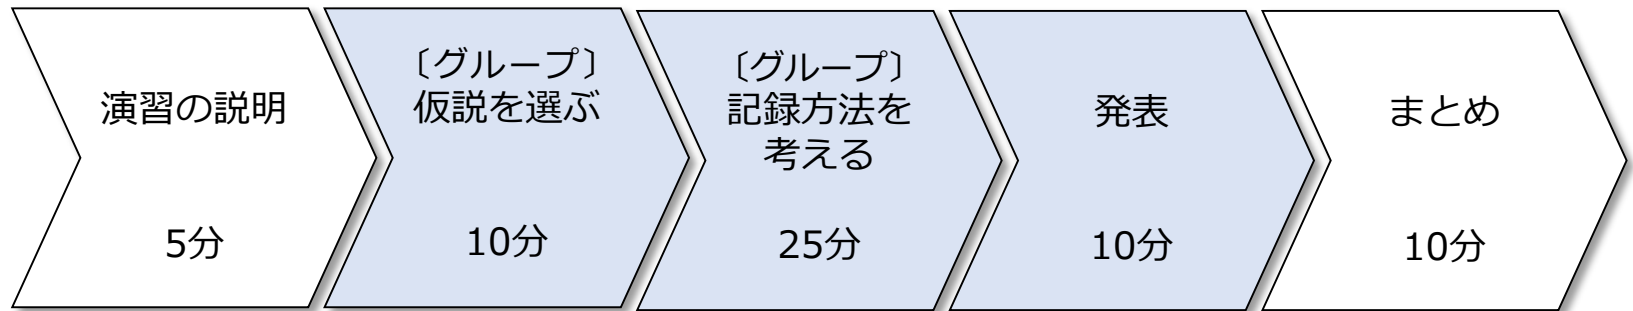 演習の説明
5分
〔グループ〕
仮説を選ぶ
10分
〔グループ〕
記録方法を
考える
25分
発表
10分
まとめ
10分